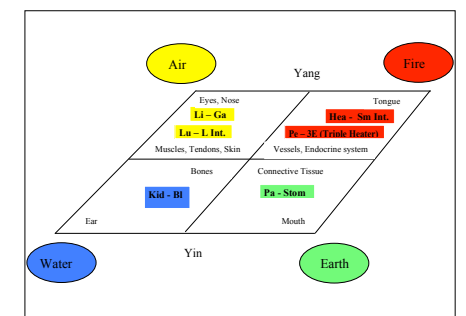 Air
Fire
Yang
Eyes, Nose
Tongue
Li – Ga
Hea - Sm Int.
Lu – L Int.
Pe – 3E (Triple Heater)
Muscles, Tendons, Skin
Vessels, Endocrine system
Bones
Connective Tissue
Kid - Bl
Pa - Stom
Ear
Mouth
Yin
Water
Earth